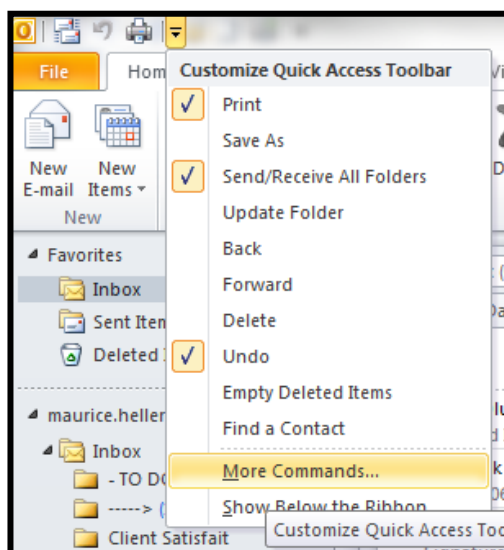 File
Hom
Customize Quick Access Toolbar
Print
Save As
Send/Receive All Folders
Update Folder
Back
Forward
Delete
Undo
Empty Deleted Items
Find a Contact
More Commands...
Show Below the Ribbon
Customize Quick Access Too
New
E-mail
New
Items
New
Favorites
Inbox
Sent Iten
Deleted
maurice.heller
Inbox
- TO DO
----->
Client Satisfait